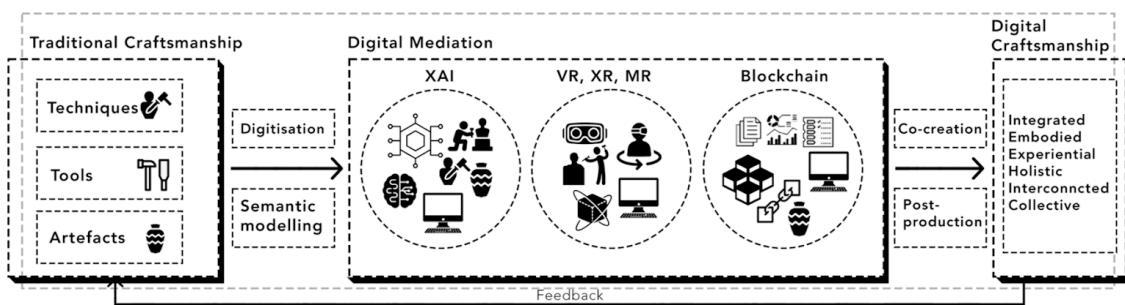 Traditional Craftsmanship
Techniques
Tools
Artefacts
Digitisation
Semantic
modelling
Digital Mediation
XAI
VR, XR, MR
Blockchain
Co-creation
Post-
production
Digital
Craftsmanship
Integrated
Embodied
Experiential
Holistic
Interconncted
Collective
Feedback